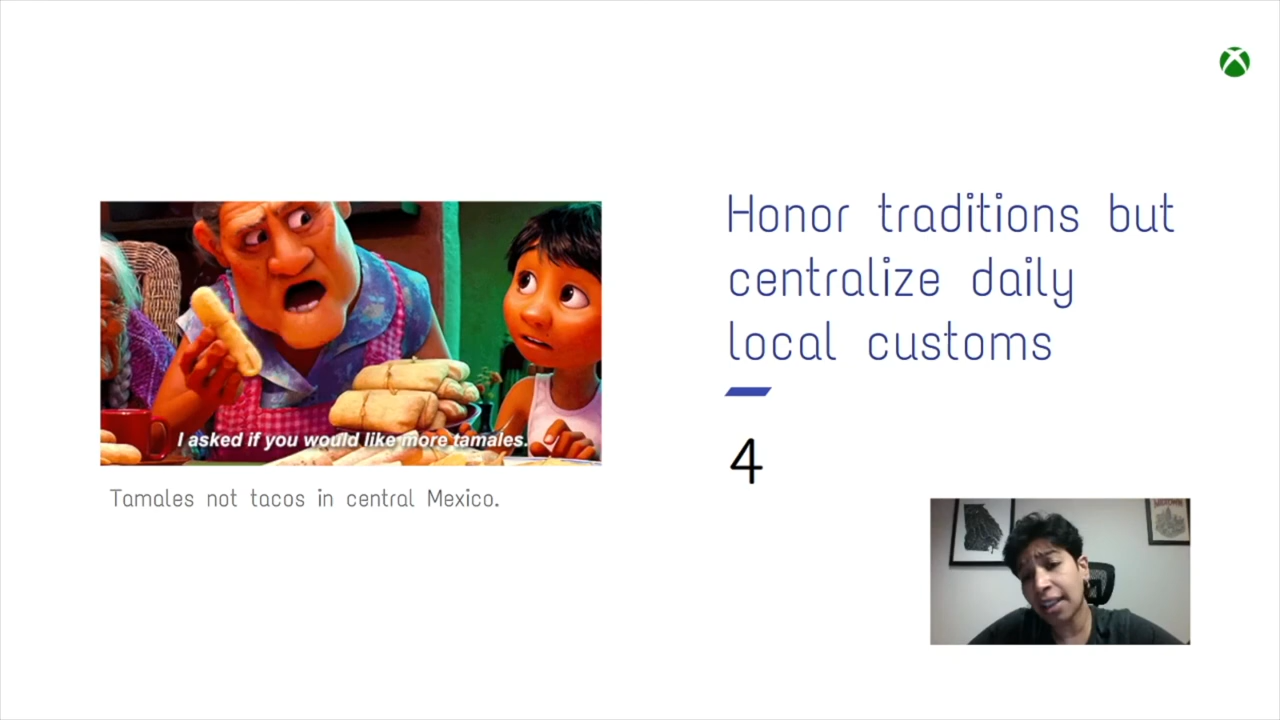 Honor traditions but
centralize daily
local customs
4
I asked if you would like more tamales.
Tamales not tacos in central Mexico.